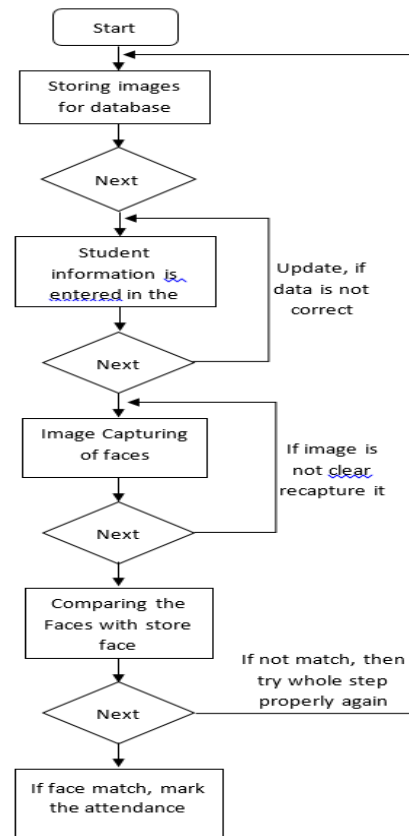 Start
Storing images
for database
Next
Student
information is
entered in the
Update, if
data is not
correct
Next
Image Capturing
of faces
If image is
not clear
recapture it
Next
Comparing the
Faces with store
face
If not match, then
try whole step
properly again
Next
If face match, mark
the attendance